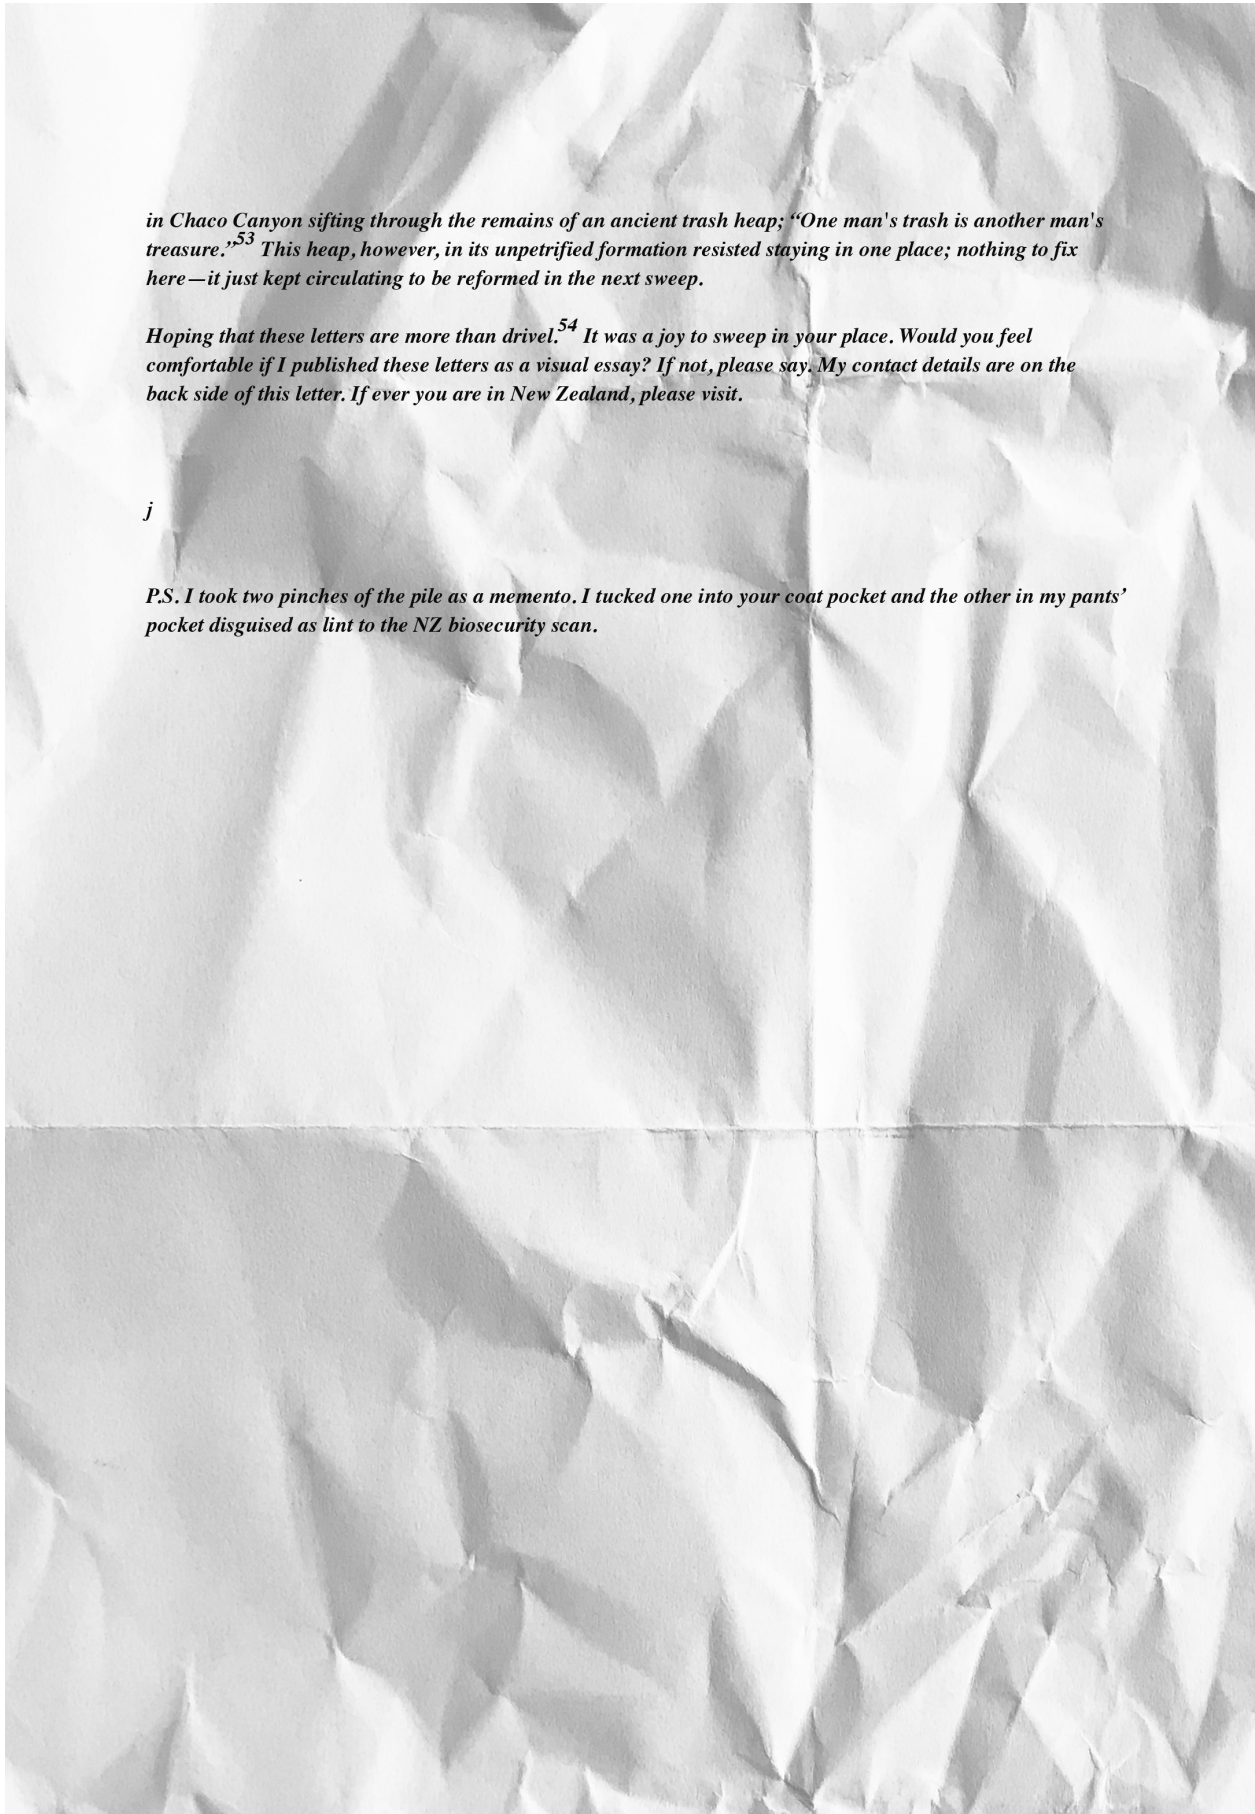 in Chaco Canyon sifting through the remains of an ancient trash heap; “One man's trash is another man's
treasure.”53 This heap, however, in its unpetrified formation resisted staying in one place; nothing to fix
here—it just kept circulating to be reformed in the next sweep.
Hoping that these letters are more than drivel.54 It was a joy to sweep in your place. Would you feel
comfortable if I published these letters as a visual essay? If not, please say. My contact details are on the
back side of this letter. If ever you are in New Zealand, please visit.
j
P.S. I took two pinches of the pile as a memento. I tucked one into your coat pocket and the other in my pants’
pocket disguised as lint to the NZ biosecurity scan.